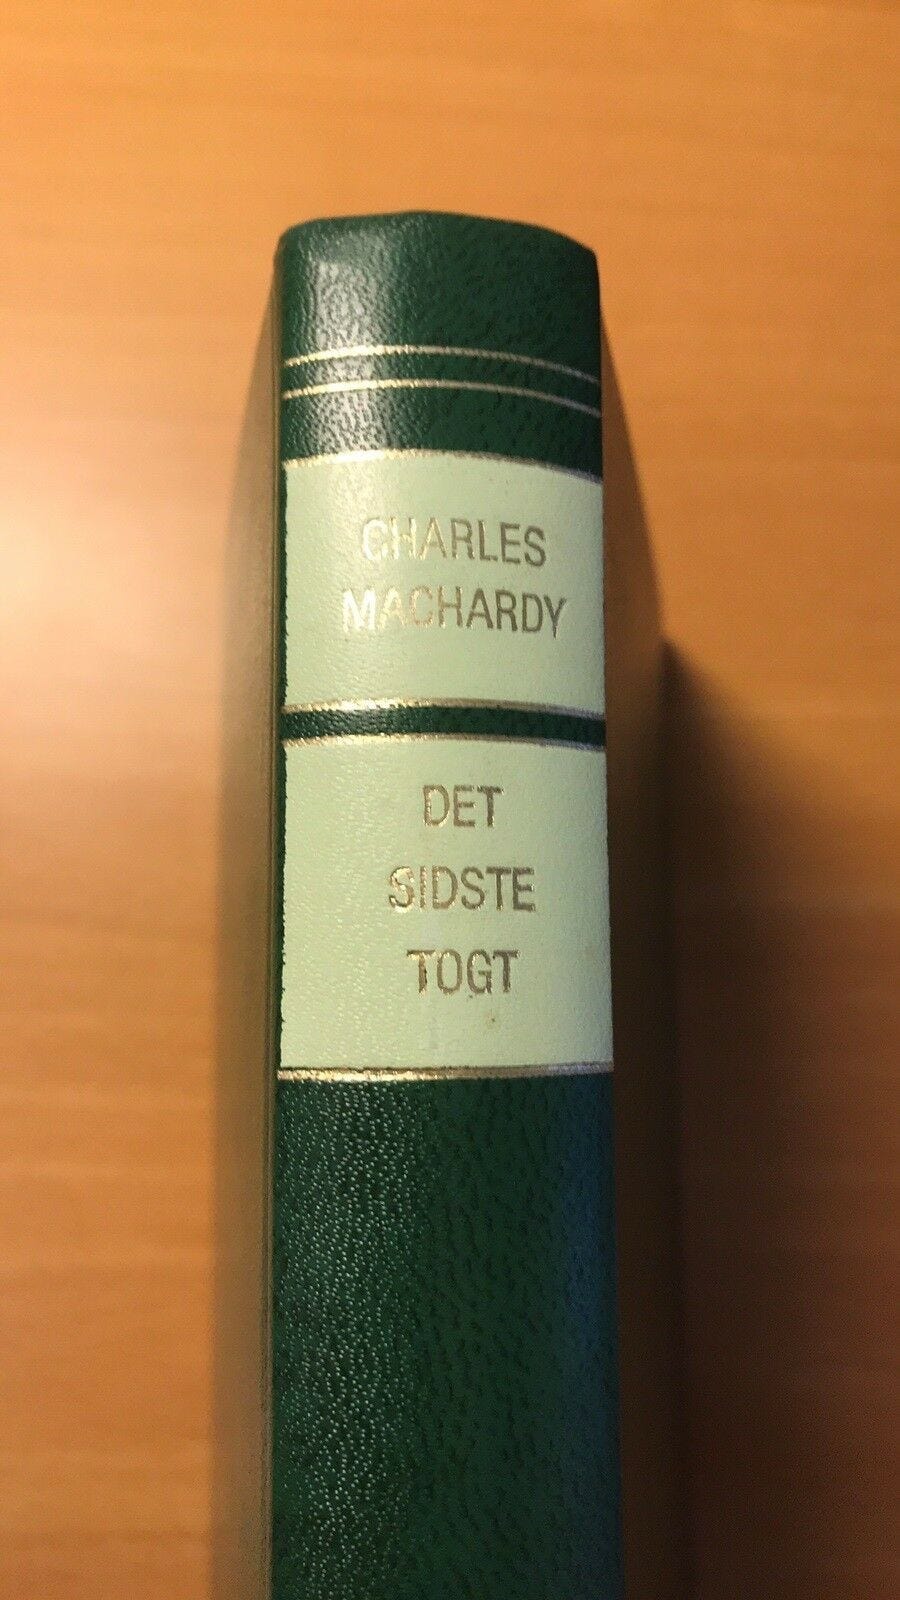 CHARLES
MACHARDY
DET
SIDSTE
TOGT